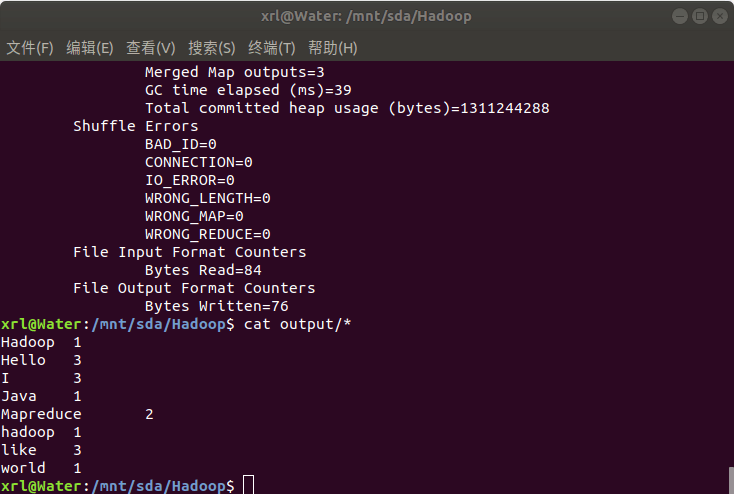 xrl@Water: /mnt/sda/Hadoop
文件(F) 编辑(E) 查看(V) 搜索(S) 终端(T) 帮助(H)
Merged Map outputs=3
GC time elapsed (ms)=39
Total committed heap usage (bytes)=1311244288
Shuffle Errors
BAD_ID=0
CONNECTION=0
IO_ERROR=0
WRONG_LENGTH=0
WRONG_MAP=0
WRONG_REDUCE=0
File Input Format Counters
Bytes Read=84
File Output Format Counters
Bytes Written=76
xrl@Water:/mnt/sda/Hadoop$ cat output/*
Hadoop 1
Hello 3
I 3
Java 1
Mapreduce 2
hadoop 1
like 3
world 1
xrl@Water:/mnt/sda/Hadoop$